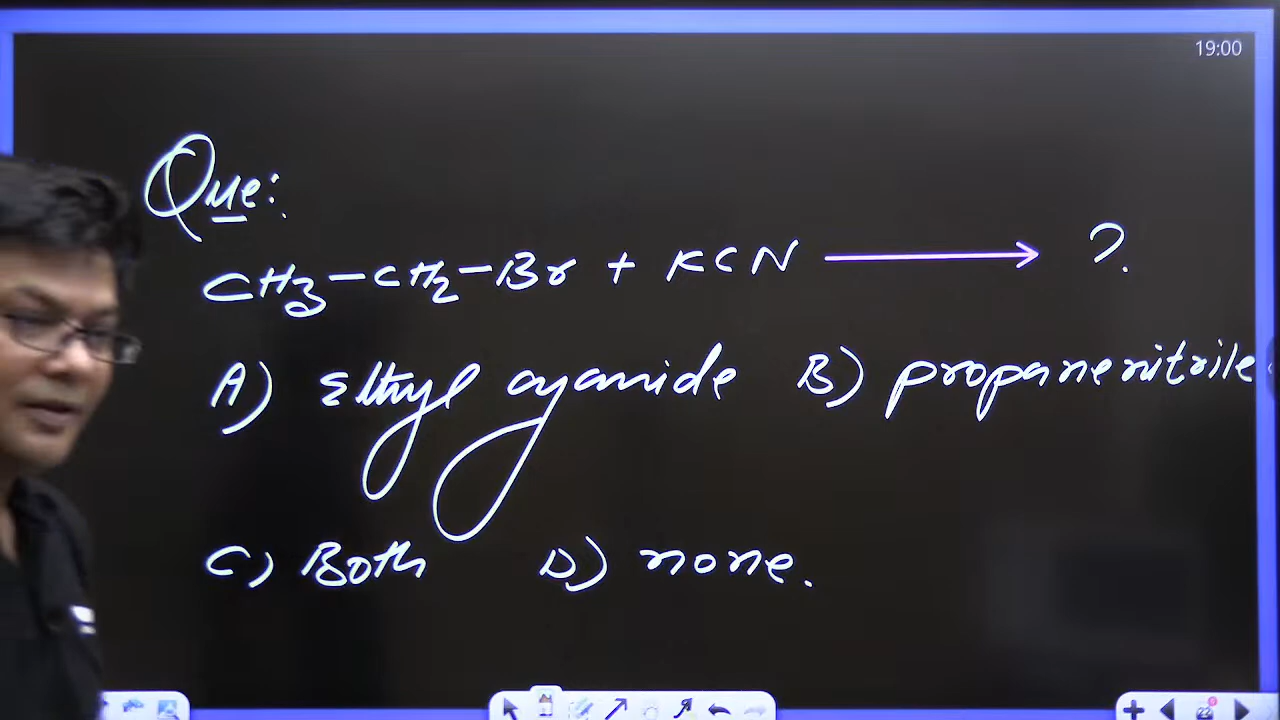 19:00
Que:
CH3-CH2-Br + KCN ⟶ ?
A) Ethyl cyanide B) propanenitrile
C) Both D) none.